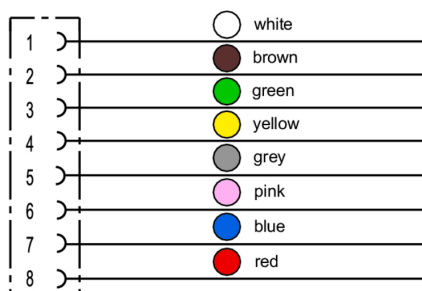 1 white
2 brown
3 green
4 yellow
5 grey
6 pink
7 blue
8 red